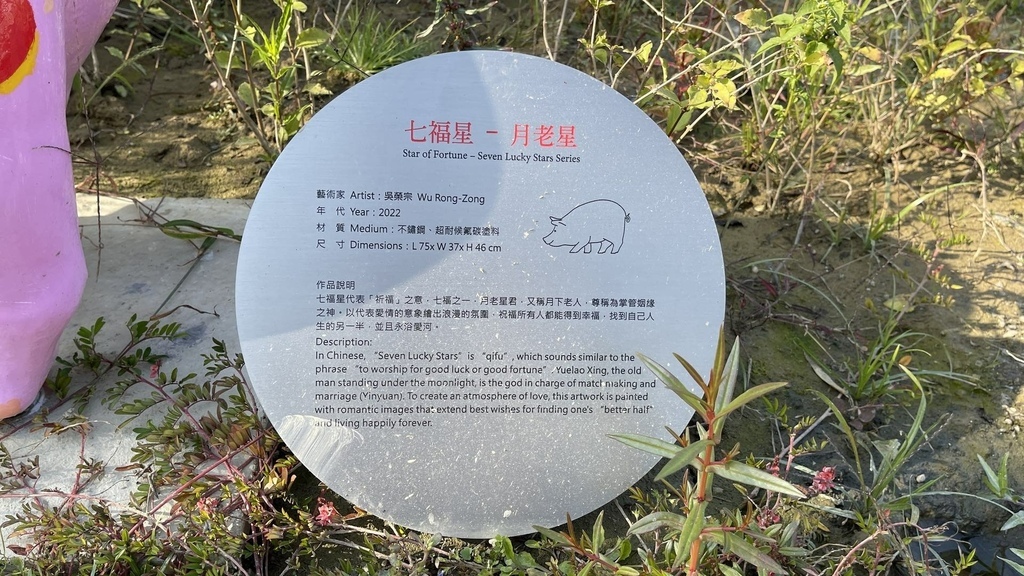 七福星 - 月老星
Star of Fortune – Seven Lucky Stars Series
藝術家 Artist：吳榮宗 Wu Rong-Zong
年 代 Year：2022
材 質 Medium：不鏽鋼、超耐候氟碳塗料
尺 寸 Dimensions：L 75x W 37x H 46 cm
作品說明
七福星代表「祈福」之意，七福之一，月老星君，又稱月下老人，尊稱為掌管姻緣
之神。以代表愛情的意象繪出浪漫的氛圍，祝福所有人都能得到幸福，找到自己人
生的另一半，並且永浴愛河。
Description:
In Chinese, “Seven Lucky Stars” is “qifu”, which sounds similar to the
phrase “to worship for good luck or good fortune”. Yuelao Xing, the old
man standing under the moonlight, is the god in charge of matchmaking and
marriage (Yinyuan). To create an atmosphere of love, this artwork is painted
with romantic images that extend best wishes for finding one's “better half”
and living happily forever.